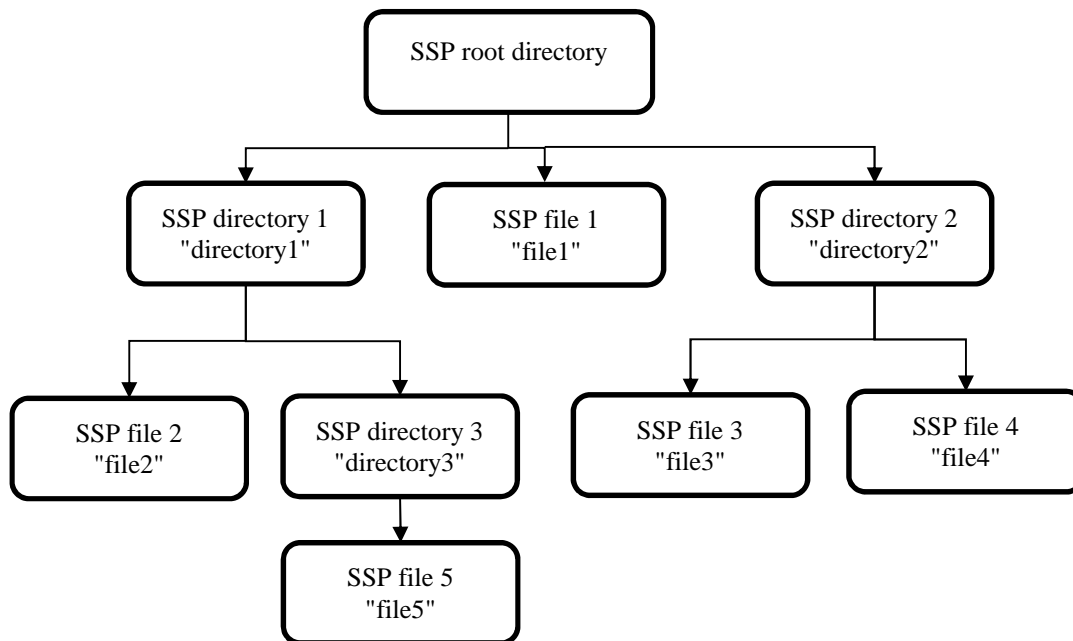 SSP root directory
SSP directory 1
"directory1"
SSP file 1
"file1"
SSP directory 2
"directory2"
SSP file 2
"file2"
SSP directory 3
"directory3"
SSP file 3
"file3"
SSP file 4
"file4"
SSP file 5
"file5"